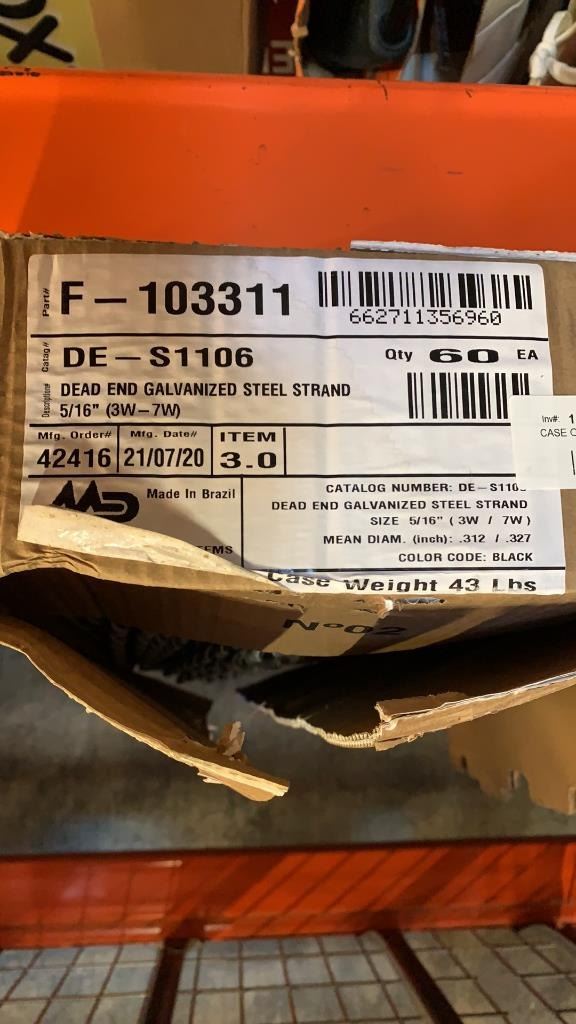 Part# F-103311
662711356960
Catag# DE-S1106
Qty 60 EA
Description# DEAD END GALVANIZED STEEL STRAND
5/16" (3W-7W)
Inv#: 1
CASE
Mfg. Order# Mfg. Date# ITEM
42416 21/07/20 3.0
Made In Brazil
CATALOG NUMBER: DE-S110
DEAD END GALVANIZED STEEL STRAND
SIZE 5/16" (3W / 7W)
MEAN DIAM. (inch): .312 / .327
COLOR CODE: BLACK
EMS
Case Weight 43 Lbs
Nº02